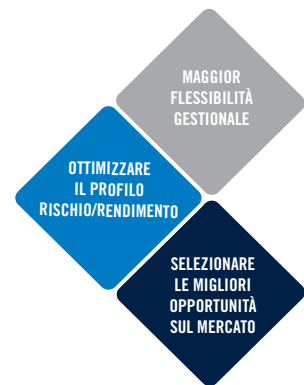 MAGGIOR
FLESSIBILITÀ
GESTIONALE
OTTIMIZZARE
IL PROFILO
RISCHIO/RENDIMENTO
SELEZIONARE
LE MIGLIORI
OPPORTUNITÀ
SUL MERCATO